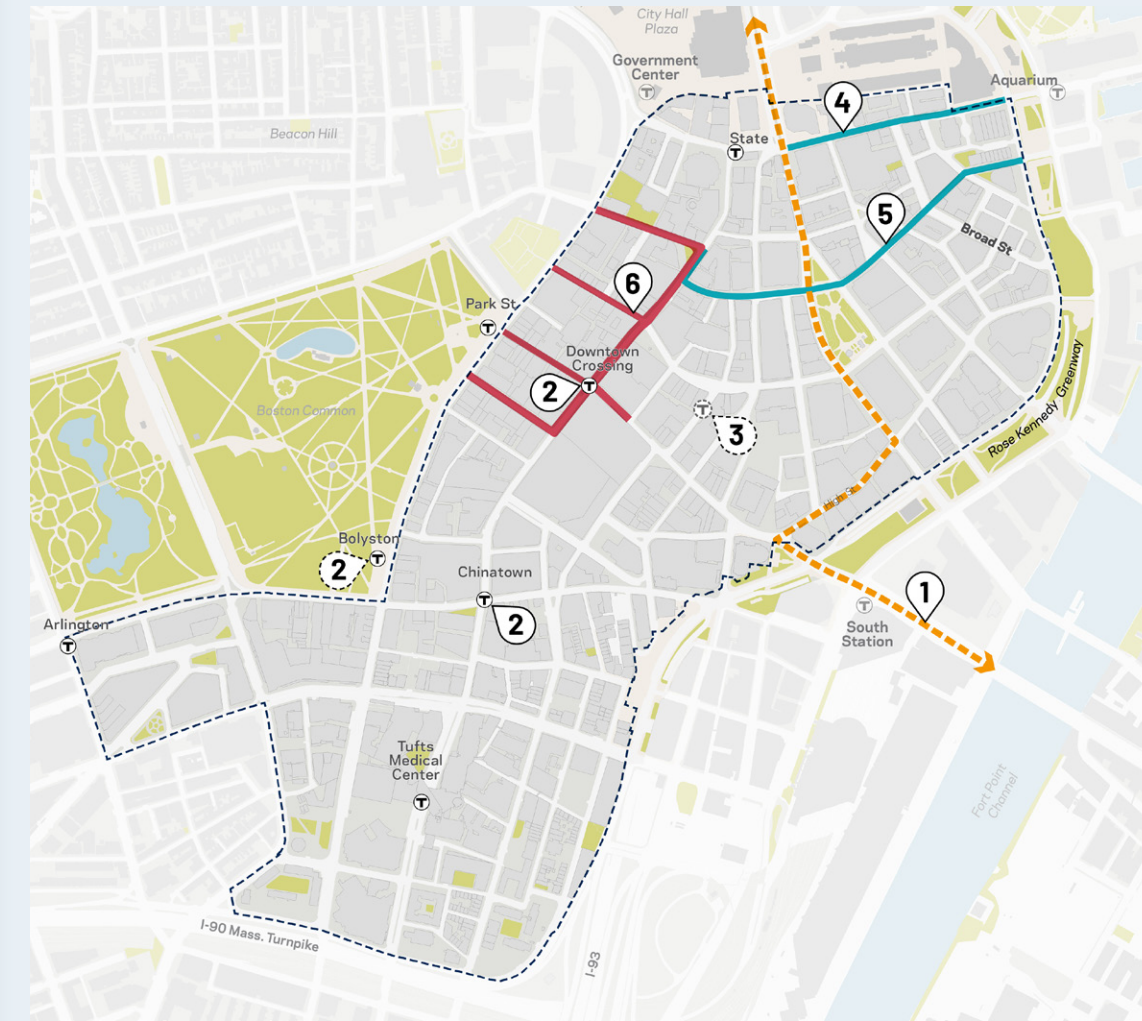 City Hall
Plaza
Government
Center
T
Aquarium
T
Beacon Hill
4
State
T
5
Broad St
6
Park St
T
Downtown
Crossing
2
T
T
3
Boston Common
Rose Kennedy Greenway
High St
Bolyston
T
2
Chinatown
T
2
1
South
Station
T
Arlington
T
Tufts
Medical
Center
T
Fort Point
Channel
I-90 Mass. Turnpike
I-93